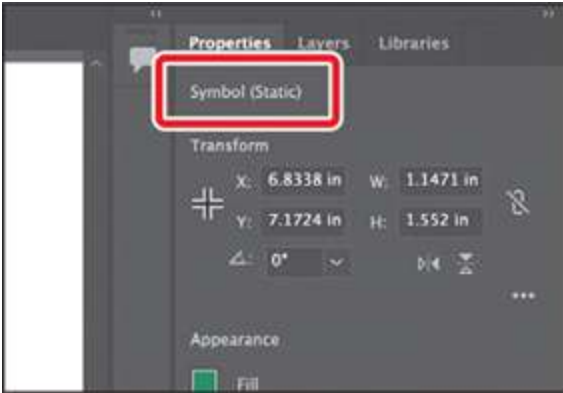 Properties Layers Libraries
Symbol (Static)
Transform
X: 6.8338 in W: 1.1471 in
Y: 7.1724 in H: 1.552 in
0°
Appearance
Fill